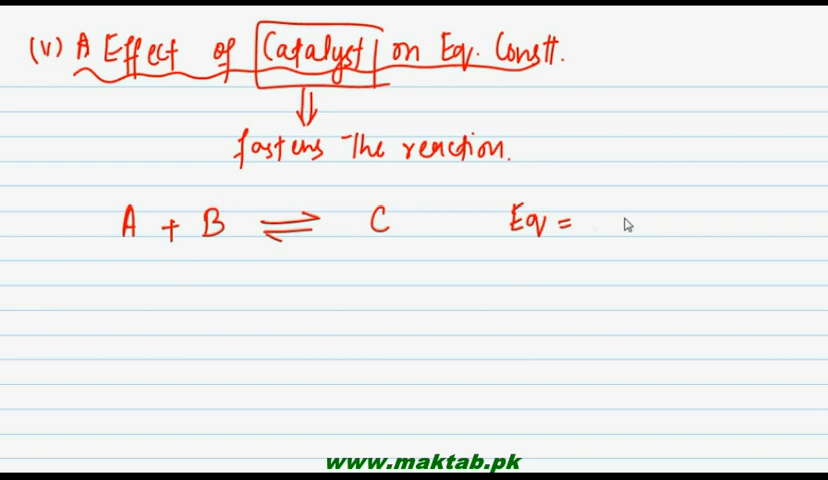 (V) A Effect of Catalyst on Eq. Constt.
fastens The reaction.
A + B ⇌ C Eq =
www.maktab.pk